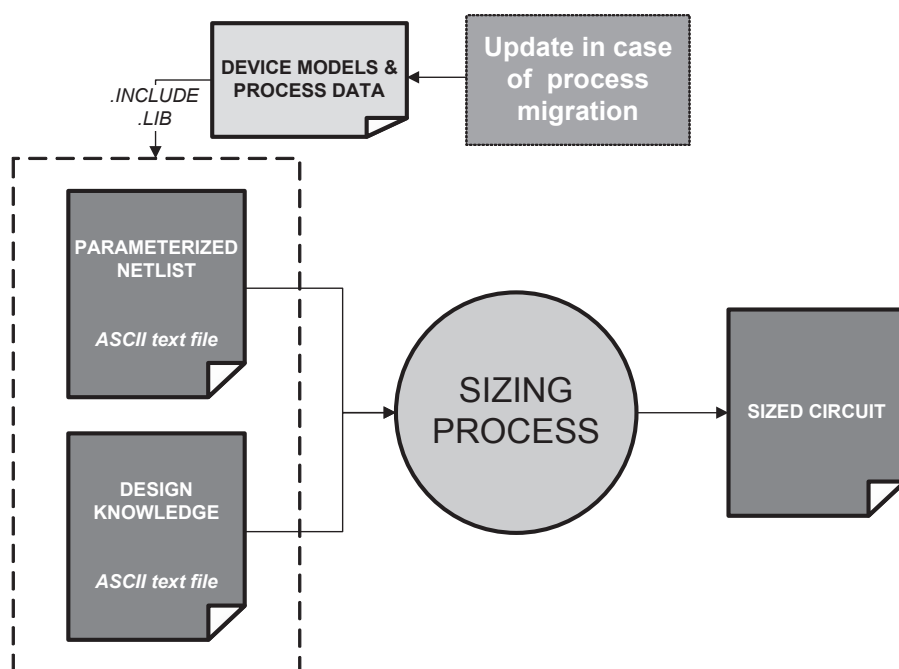 DEVICE MODELS &
PROCESS DATA
Update in case
of process
migration
.INCLUDE
.LIB
PARAMETERIZED
NETLIST
ASCII text file
SIZING
PROCESS
SIZED CIRCUIT
DESIGN
KNOWLEDGE
ASCII text file